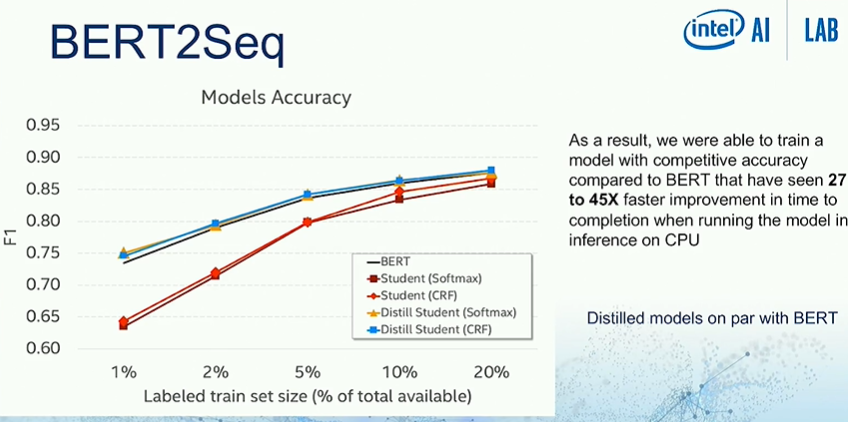 BERT2Seq
intel AI LAB
Models Accuracy
0.95
0.90
0.85
0.80
0.75
0.70
0.65
0.60
F1
BERT
Student (Softmax)
Student (CRF)
Distill Student (Softmax)
Distill Student (CRF)
1% 2% 5% 10% 20%
Labeled train set size (% of total available)
As a result, we were able to train a
model with competitive accuracy
compared to BERT that have seen 27
to 45X faster improvement in time to
completion when running the model in
inference on CPU
Distilled models on par with BERT